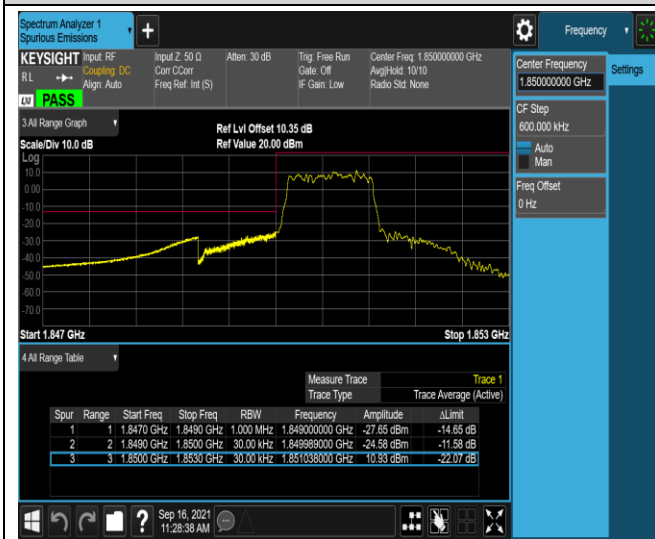 Spectrum Analyzer 1
Spurious Emissions
Frequency
KEYSIGHT
Input: RF
Coupling: DC
Align: Auto
Input Z: 50 Ω
Corr CCorr
Freq Ref: Int (S)
Atten: 30 dB
Trig: Free Run
Gate: Off
IF Gain: Low
Center Freq: 1.850000000 GHz
Avg|Hold: 10/10
Radio Std: None
RL
LXI PASS
Center Frequency
1.850000000 GHz
Settings
CF Step
600.000 kHz
Auto
Man
Freq Offset
0 Hz
3 All Range Graph
Ref Lvl Offset 10.35 dB
Scale/Div 10.0 dB
Ref Value 20.00 dBm
Log
10.0
0.00
-10.0
-20.0
-30.0
-40.0
-50.0
-60.0
-70.0
Start 1.847 GHz
Stop 1.853 GHz
4 All Range Table
Measure Trace Trace 1
Trace Type Trace Average (Active)
Spur Range Start Freq Stop Freq RBW Frequency Amplitude ΔLimit
1 1 1.8470 GHz 1.8490 GHz 1.000 MHz 1.849000000 GHz -27.65 dBm -14.65 dB
2 2 1.8490 GHz 1.8500 GHz 30.00 kHz 1.849989000 GHz -24.58 dBm -11.58 dB
3 3 1.8500 GHz 1.8530 GHz 30.00 kHz 1.851038000 GHz 10.93 dBm -22.07 dB
Sep 16, 2021
11:28:38 AM